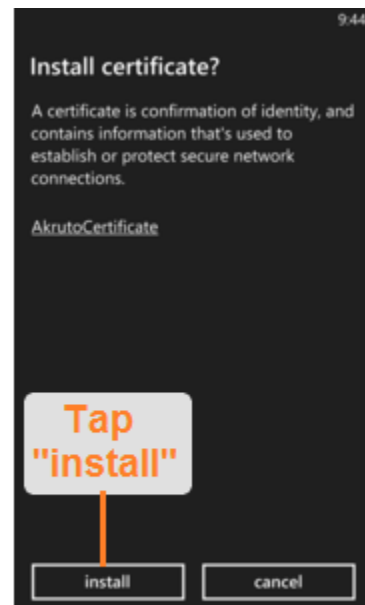 9:44
Install certificate?
A certificate is confirmation of identity, and
contains information that's used to
establish or protect secure network
connections.
AkrutoCertificate
Tap
"install"
install
cancel